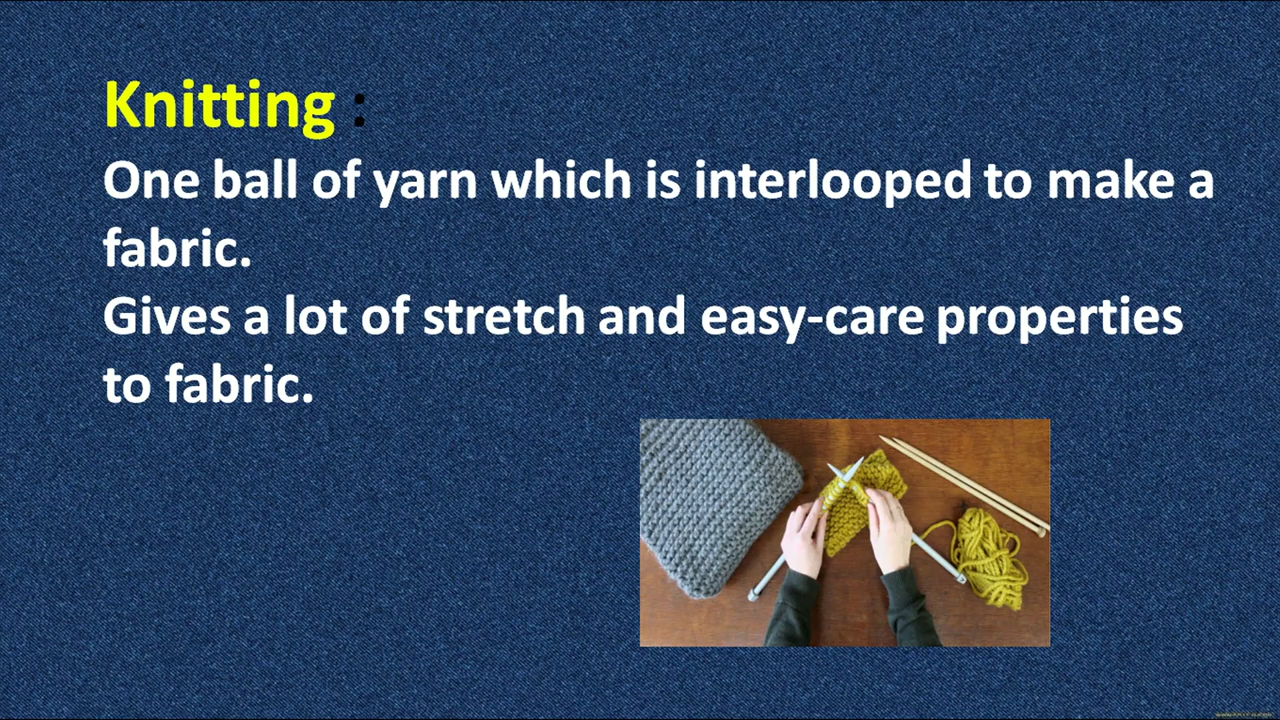 Knitting :
One ball of yarn which is interlooped to make a
fabric.
Gives a lot of stretch and easy-care properties
to fabric.